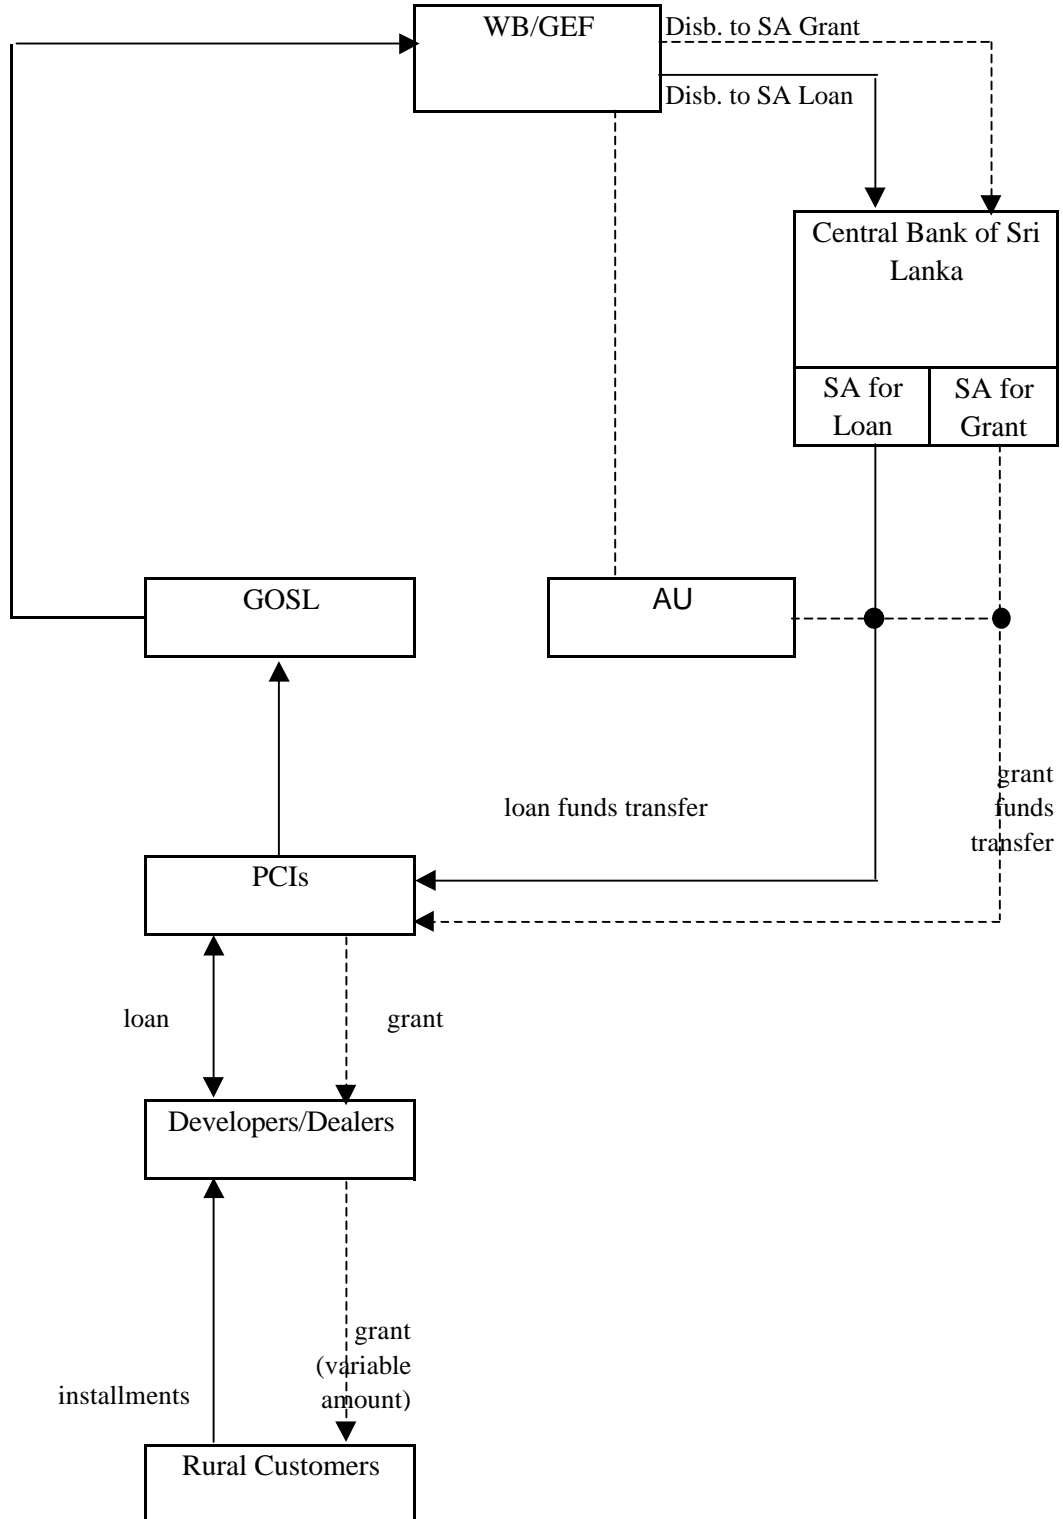 WB/GEF
Disb. to SA Grant
Disb. to SA Loan
Central Bank of Sri
Lanka
SA for
Loan
SA for
Grant
GOSL
AU
loan funds transfer
grant
funds
transfer
PCIs
loan
grant
Developers/Dealers
grant
(variable
amount)
installments
Rural Customers